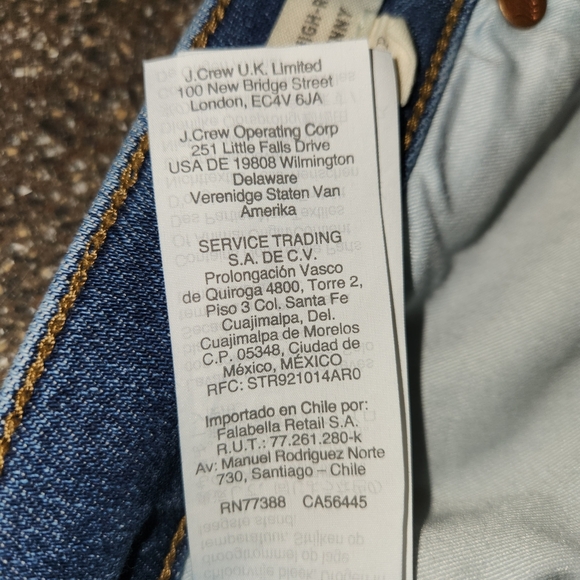 J.Crew U.K. Limited
100 New Bridge Street
London, EC4V 6JA
J.Crew Operating Corp
251 Little Falls Drive
USA DE 19808 Wilmington
Delaware
Verenidge Staten Van
Amerika
SERVICE TRADING
S.A. DE C.V.
Prolongación Vasco
de Quiroga 4800, Torre 2,
Piso 3 Col. Santa Fe
Cuajimalpa, Del.
Cuajimalpa de Morelos
C.P. 05348, Ciudad de
México, MÉXICO
RFC: STR921014AR0
Importado en Chile por:
Falabella Retail S.A.
R.U.T.: 77.261.280-k
Av: Manuel Rodriguez Norte
730, Santiago – Chile
RN77388 CA56445